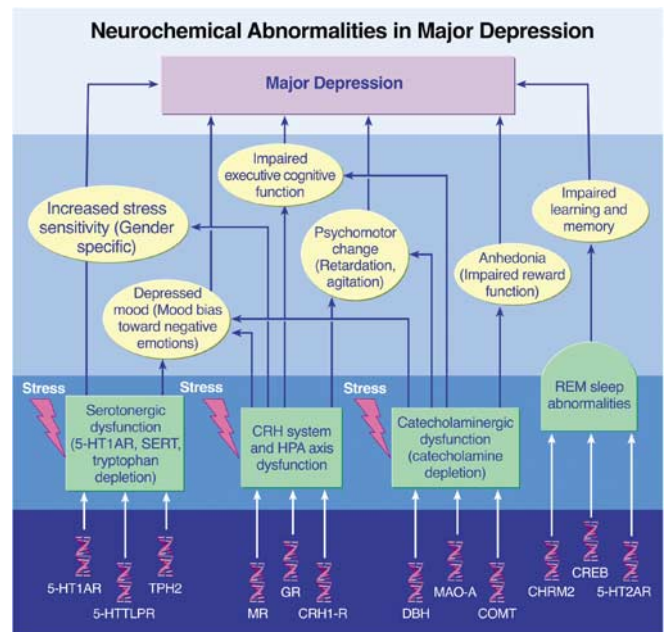 Neurochemical Abnormalities in Major Depression
Major Depression
Impaired
executive cognitive
function
Increased stress
sensitivity (Gender
specific)
Impaired
learning and
memory
Psychomotor
change
(Retardation,
agitation)
Anhedonia
(Impaired reward
function)
Depressed
mood (Mood bias
toward negative
emotions)
Stress
Stress
Stress
REM sleep
abnormalities
Serotonergic
dysfunction
(5-HT1AR, SERT,
tryptophan
depletion)
CRH system
and HPA axis
dysfunction
Catecholaminergic
dysfunction
(catecholamine
depletion)
5-HT1AR
5-HTTLPR
TPH2
MR
GR
CRH1-R
DBH
MAO-A
COMT
CHRM2
CREB
5-HT2AR